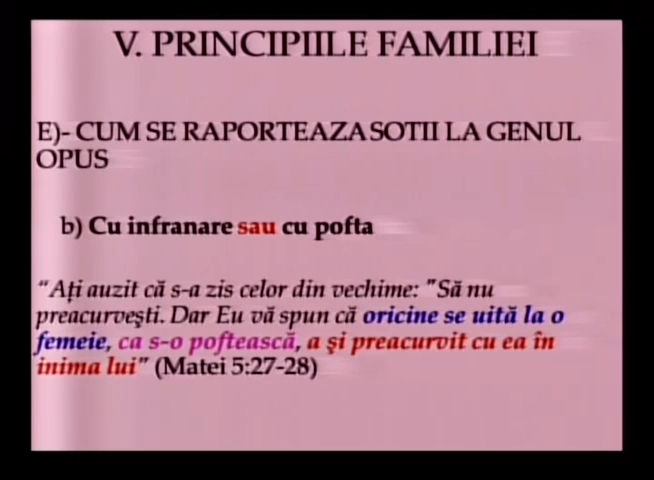 V. PRINCIPIILE FAMILIEI
E)- CUM SE RAPORTEAZA SOTII LA GENUL
OPUS
b) Cu infranare sau cu pofta
“Aţi auzit că s-a zis celor din vechime: "Să nu
preacurveşti. Dar Eu vă spun că oricine se uită la o
femeie, ca s-o poftească, a şi preacurvit cu ea în
inima lui” (Matei 5:27-28)